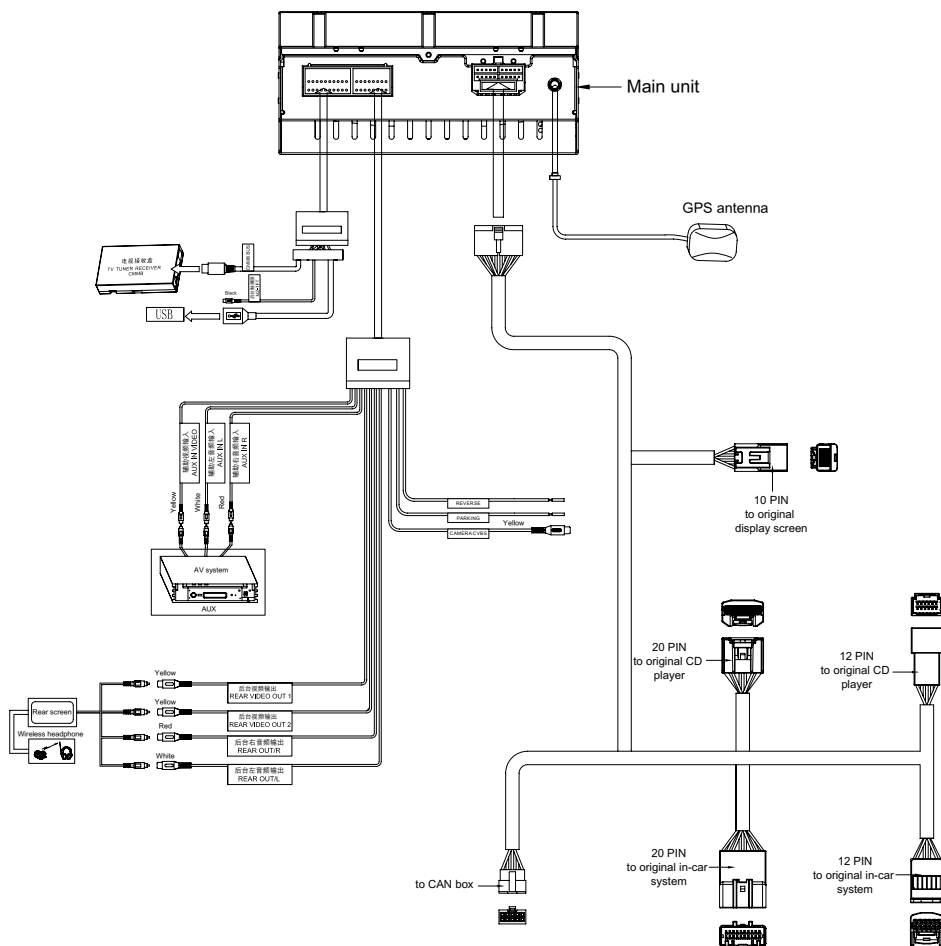 Main unit
GPS antenna
电视接收盒
TV TUNER RECEIVER
CMMB
CMMB BUS
Black
USB
辅助视频输入
AUX IN VIDEO
辅助左音频输入
AUX IN L
辅助右音频输入
AUX IN R
Yellow
White
Red
AV system
AUX
REVERSE
PARKING
CAMERA CVBS
Yellow
10 PIN
to original
display screen
20 PIN
to original CD
player
12 PIN
to original CD
player
Yellow
后台视频输出
REAR VIDEO OUT 1
Yellow
后台视频输出
REAR VIDEO OUT 2
Red
后台右音频输出
REAR OUT/R
White
后台左音频输出
REAR OUT/L
Rear screen
Wireless headphone
to CAN box
20 PIN
to original in-car
system
12 PIN
to original in-car
system